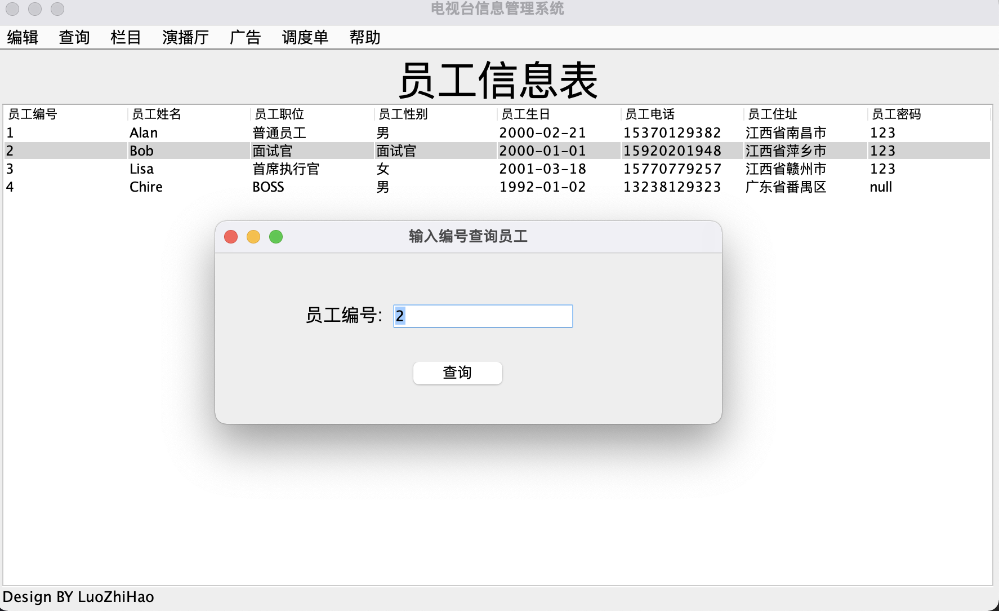 电视台信息管理系统
编辑 查询 栏目 演播厅 广告 调度单 帮助
员工信息表
员工编号 员工姓名 员工职位 员工性别 员工生日 员工电话 员工住址 员工密码
1 Alan 普通员工 男 2000-02-21 15370129382 江西省南昌市 123
2 Bob 面试官 面试官 2000-01-01 15920201948 江西省萍乡市 123
3 Lisa 首席执行官 女 2001-03-18 15770779257 江西省赣州市 123
4 Chire BOSS 男 1992-01-02 13238129323 广东省番禺区 null
输入编号查询员工
员工编号: 2
查询
Design BY LuoZhiHao